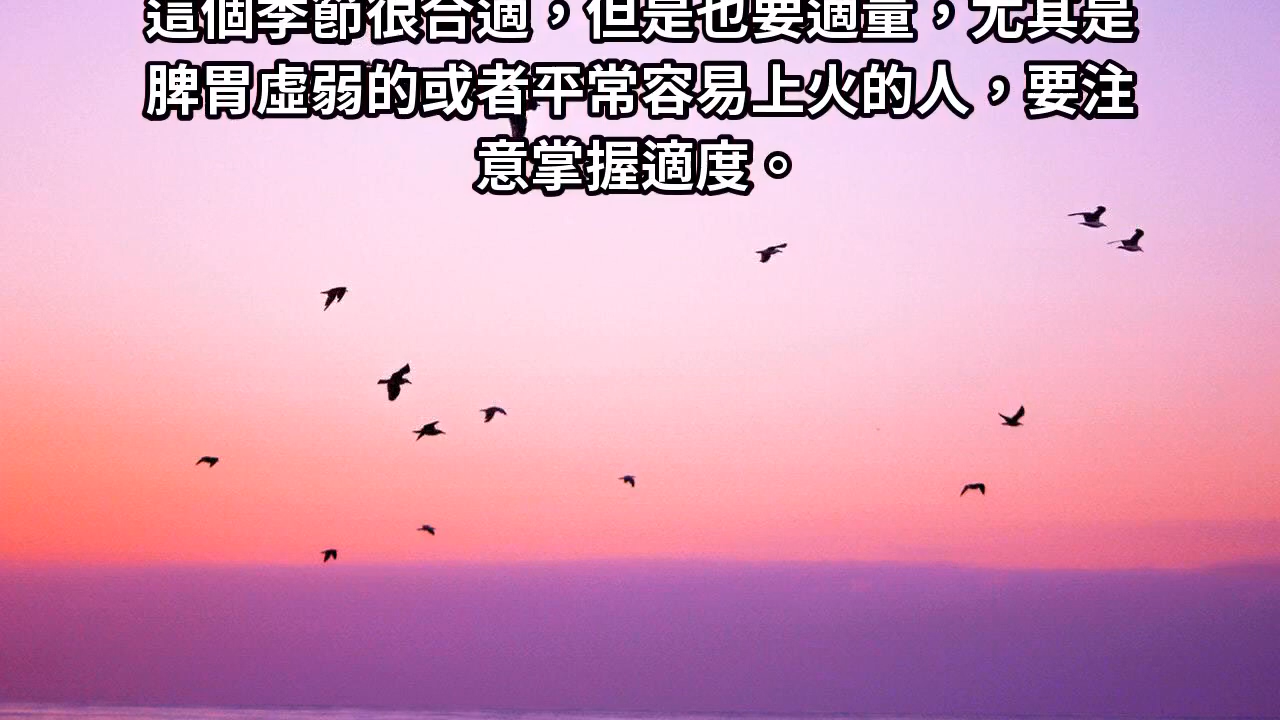 這個季節很合適，但是也要適量，尤其是
脾胃虛弱的或者平常容易上火的人，要注
意掌握適度。